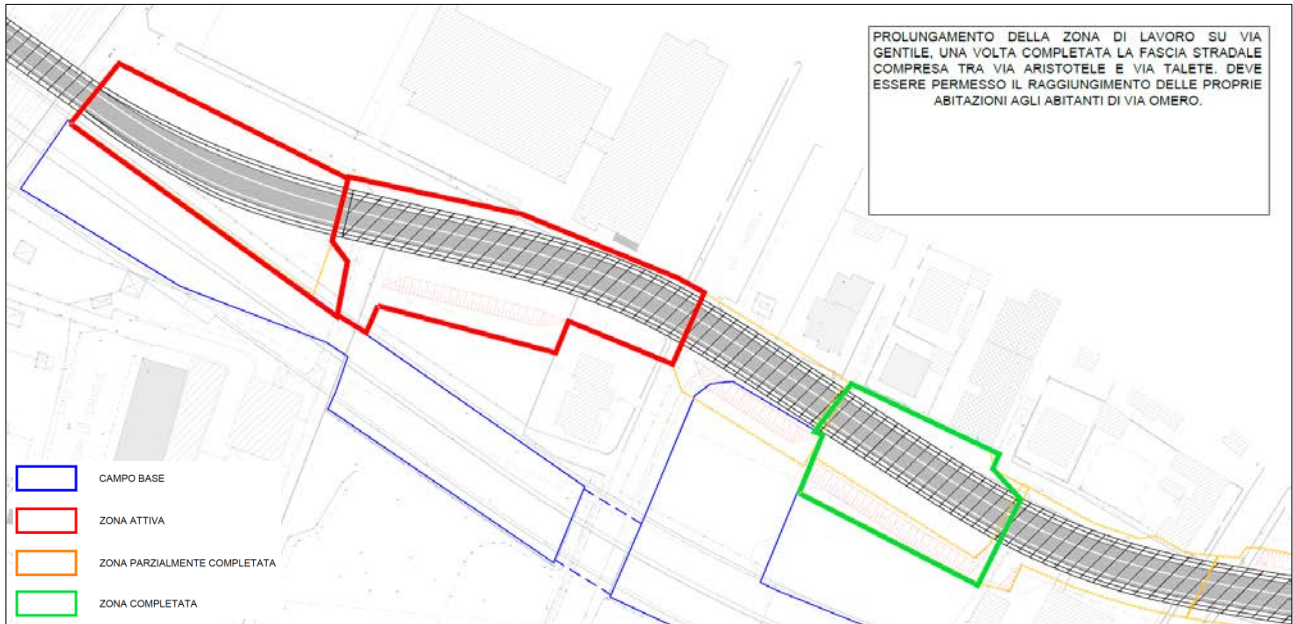 PROLUNGAMENTO DELLA ZONA DI LAVORO SU VIA
GENTILE, UNA VOLTA COMPLETATA LA FASCIA STRADALE
COMPRESA TRA VIA ARISTOTELE E VIA TALETE. DEVE
ESSERE PERMESSO IL RAGGIUNGIMENTO DELLE PROPRIE
ABITAZIONI AGLI ABITANTI DI VIA OMERO.
CAMPO BASE
ZONA ATTIVA
ZONA PARZIALMENTE COMPLETATA
ZONA COMPLETATA